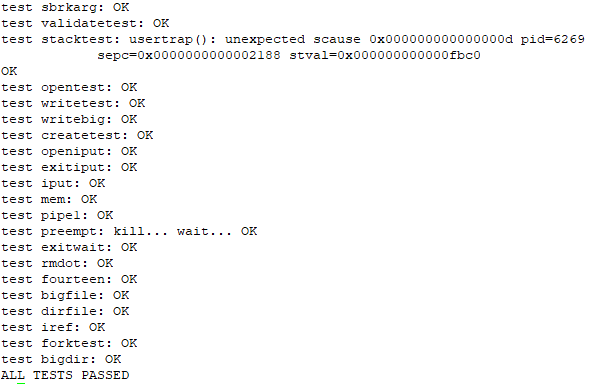 test sbrkarg: OK
test validatetest: OK
test stacktest: usertrap(): unexpected scause 0x000000000000000d pid=6269
            sepc=0x0000000000002188 stval=0x000000000000fbc0
OK
test opentest: OK
test writetest: OK
test writebig: OK
test createtest: OK
test openiput: OK
test exitiput: OK
test iput: OK
test mem: OK
test pipe1: OK
test preempt: kill... wait... OK
test exitwait: OK
test rmdot: OK
test fourteen: OK
test bigfile: OK
test dirfile: OK
test iref: OK
test forktest: OK
test bigdir: OK
ALL TESTS PASSED